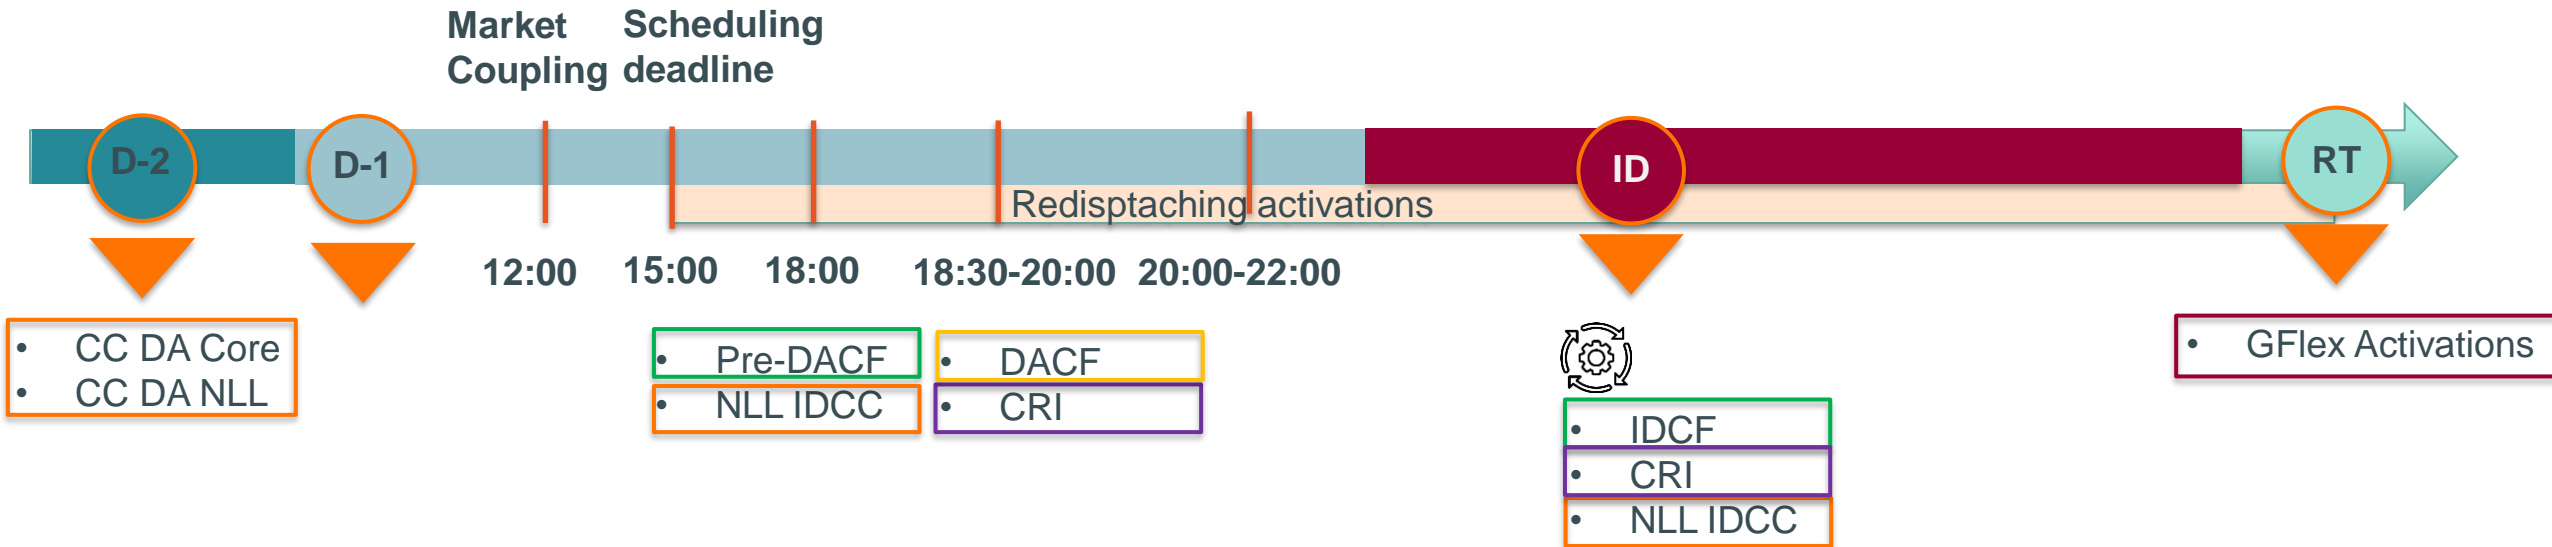 Market
Coupling
Scheduling
deadline
D-2
D-1
ID
RT
Redisptaching activations
12:00
15:00
18:00
18:30-20:00
20:00-22:00
• CC DA Core
• CC DA NLL
• Pre-DACF
• NLL IDCC
• DACF
• CRI
• IDCF
• CRI
• NLL IDCC
• GFlex Activations